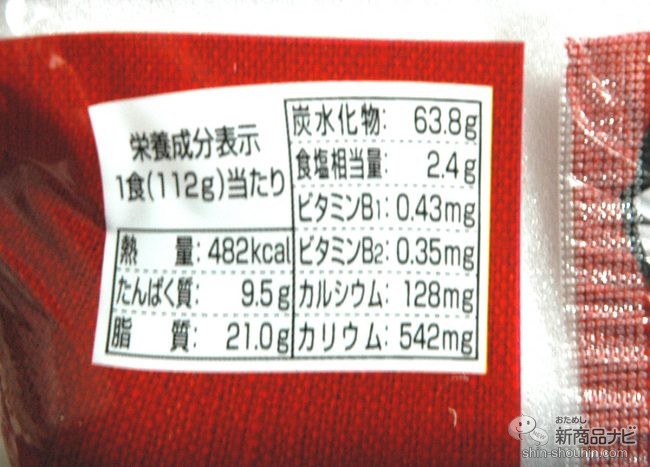 栄養成分表示
1食(112g)当たり
熱 量: 482kcal
たんぱく質: 9.5g
脂 質: 21.0g
炭水化物: 63.8g
食塩相当量: 2.4g
ビタミンB1: 0.43mg
ビタミンB2: 0.35mg
カルシウム: 128mg
カリウム: 542mg
おためし
新商品ナビ
shin-shouhin.com